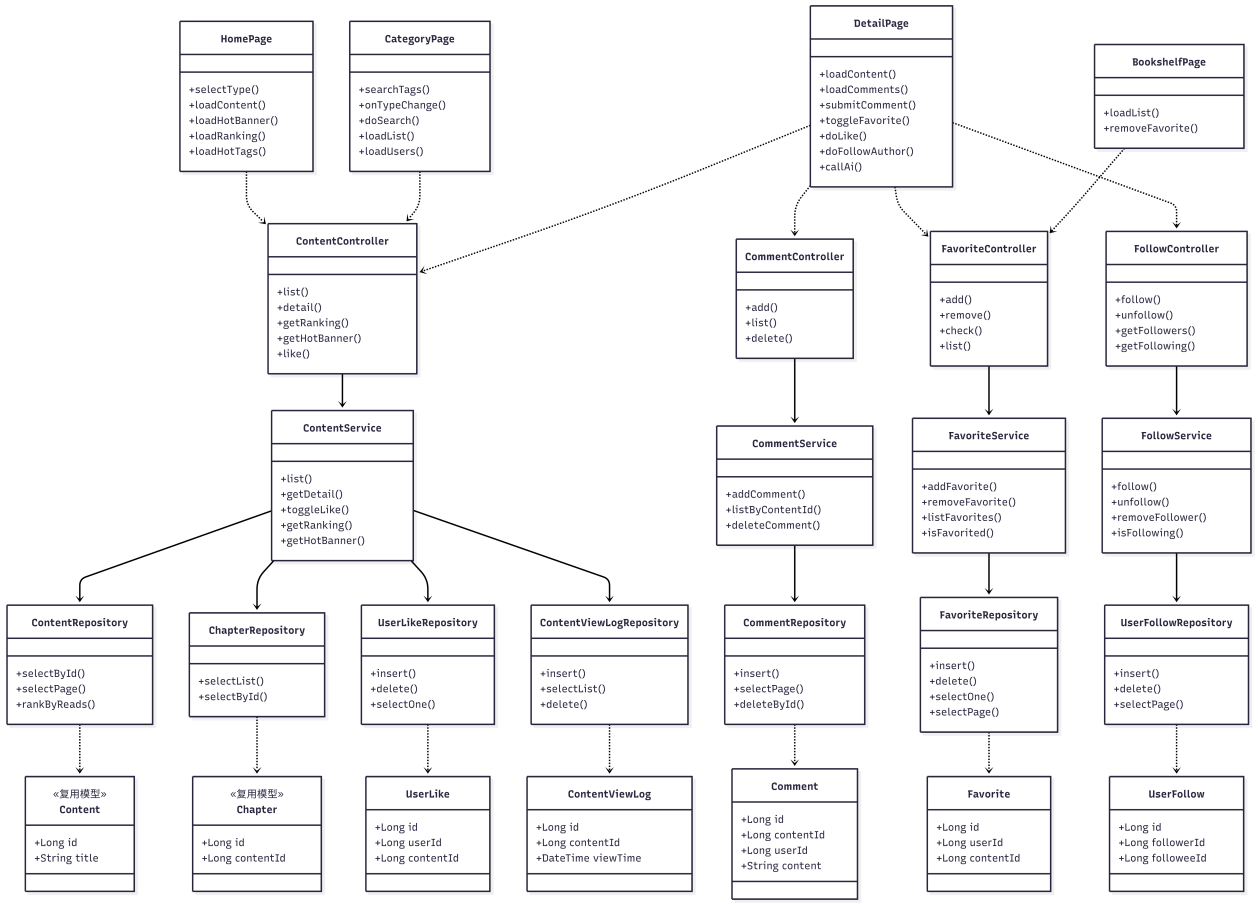 HomePage
+selectType()
+loadContent()
+loadHotBanner()
+loadRanking()
+loadHotTags()
CategoryPage
+searchTags()
+onTypeChange()
+doSearch()
+loadList()
+loadUsers()
DetailPage
+loadContent()
+loadComments()
+submitComment()
+toggleFavorite()
+doLike()
+doFollowAuthor()
+callAi()
BookshelfPage
+loadList()
+removeFavorite()
ContentController
+list()
+detail()
+getRanking()
+getHotBanner()
+like()
CommentController
+add()
+list()
+delete()
FavoriteController
+add()
+remove()
+check()
+list()
FollowController
+follow()
+unfollow()
+getFollowers()
+getFollowing()
ContentService
+list()
+getDetail()
+toggleLike()
+getRanking()
+getHotBanner()
CommentService
+addComment()
+listByContentId()
+deleteComment()
FavoriteService
+addFavorite()
+removeFavorite()
+listFavorites()
+isFavorited()
FollowService
+follow()
+unfollow()
+removeFollower()
+isFollowing()
ContentRepository
+selectById()
+selectPage()
+rankByReads()
ChapterRepository
+selectList()
+selectById()
UserLikeRepository
+insert()
+delete()
+selectOne()
ContentViewLogRepository
+insert()
+selectList()
+delete()
CommentRepository
+insert()
+selectPage()
+deleteById()
FavoriteRepository
+insert()
+delete()
+selectOne()
+selectPage()
UserFollowRepository
+insert()
+delete()
+selectPage()
«复用模型»
Content
+Long id
+String title
«复用模型»
Chapter
+Long id
+Long contentId
UserLike
+Long id
+Long userId
+Long contentId
ContentViewLog
+Long id
+Long contentId
+DateTime viewTime
Comment
+Long id
+Long contentId
+Long userId
+String content
Favorite
+Long id
+Long userId
+Long contentId
UserFollow
+Long id
+Long followerId
+Long followeeId